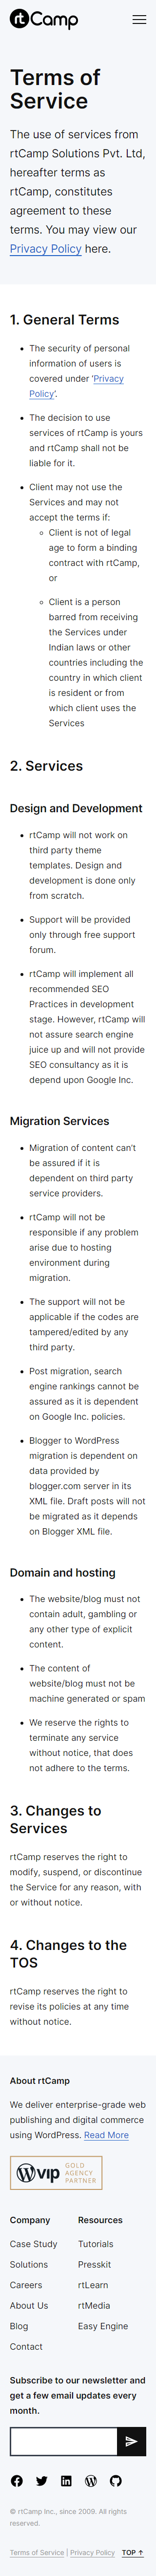 rtCamp
Terms of
Service
The use of services from
rtCamp Solutions Pvt. Ltd,
hereafter terms as
rtCamp, constitutes
agreement to these
terms. You may view our
Privacy Policy here.
1. General Terms
• The security of personal
information of users is
covered under ‘Privacy
Policy’.
• The decision to use
services of rtCamp is yours
and rtCamp shall not be
liable for it.
• Client may not use the
Services and may not
accept the terms if:
◦ Client is not of legal
age to form a binding
contract with rtCamp,
or
◦ Client is a person
barred from receiving
the Services under
Indian laws or other
countries including the
country in which client
is resident or from
which client uses the
Services
2. Services
Design and Development
• rtCamp will not work on
third party theme
templates. Design and
development is done only
from scratch.
• Support will be provided
only through free support
forum.
• rtCamp will implement all
recommended SEO
Practices in development
stage. However, rtCamp will
not assure search engine
juice up and will not provide
SEO consultancy as it is
depend upon Google Inc.
Migration Services
• Migration of content can’t
be assured if it is
dependent on third party
service providers.
• rtCamp will not be
responsible if any problem
arise due to hosting
environment during
migration.
• The support will not be
applicable if the codes are
tampered/edited by any
third party.
• Post migration, search
engine rankings cannot be
assured as it is dependent
on Google Inc. policies.
• Blogger to WordPress
migration is dependent on
data provided by
blogger.com server in its
XML file. Draft posts will not
be migrated as it depends
on Blogger XML file.
Domain and hosting
• The website/blog must not
contain adult, gambling or
any other type of explicit
content.
• The content of
website/blog must not be
machine generated or spam
• We reserve the rights to
terminate any service
without notice, that does
not adhere to the terms.
3. Changes to
Services
rtCamp reserves the right to
modify, suspend, or discontinue
the Service for any reason, with
or without notice.
4. Changes to the
TOS
rtCamp reserves the right to
revise its policies at any time
without notice.
About rtCamp
We deliver enterprise-grade web
publishing and digital commerce
using WordPress. Read More
vip GOLD
AGENCY
PARTNER
Company Resources
Case Study Tutorials
Solutions Presskit
Careers rtLearn
About Us rtMedia
Blog Easy Engine
Contact
Subscribe to our newsletter and
get a few email updates every
month.
© rtCamp Inc., since 2009. All rights
reserved.
Terms of Service | Privacy Policy TOP ↑